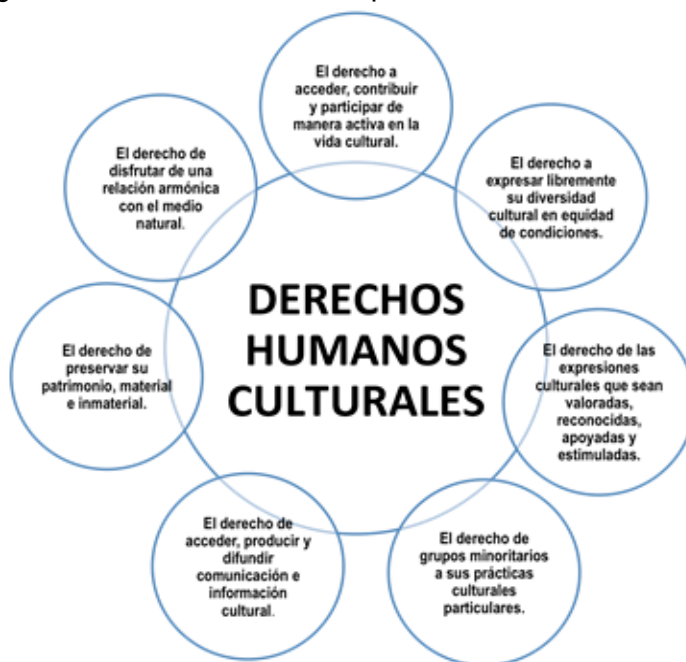 El derecho a
acceder, contribuir
y participar de
manera activa en la
vida cultural.
El derecho a
expresar libremente
su diversidad
cultural en equidad
de condiciones.
El derecho de las
expresiones
culturales que sean
valoradas,
reconocidas,
apoyadas y
estimuladas.
El derecho de
grupos minoritarios
a sus prácticas
culturales
particulares.
El derecho de
acceder, producir y
difundir
comunicación e
información
cultural.
El derecho de
preservar su
patrimonio, material
e inmaterial.
El derecho de
disfrutar de una
relación armónica
con el medio
natural.
DERECHOS
HUMANOS
CULTURALES